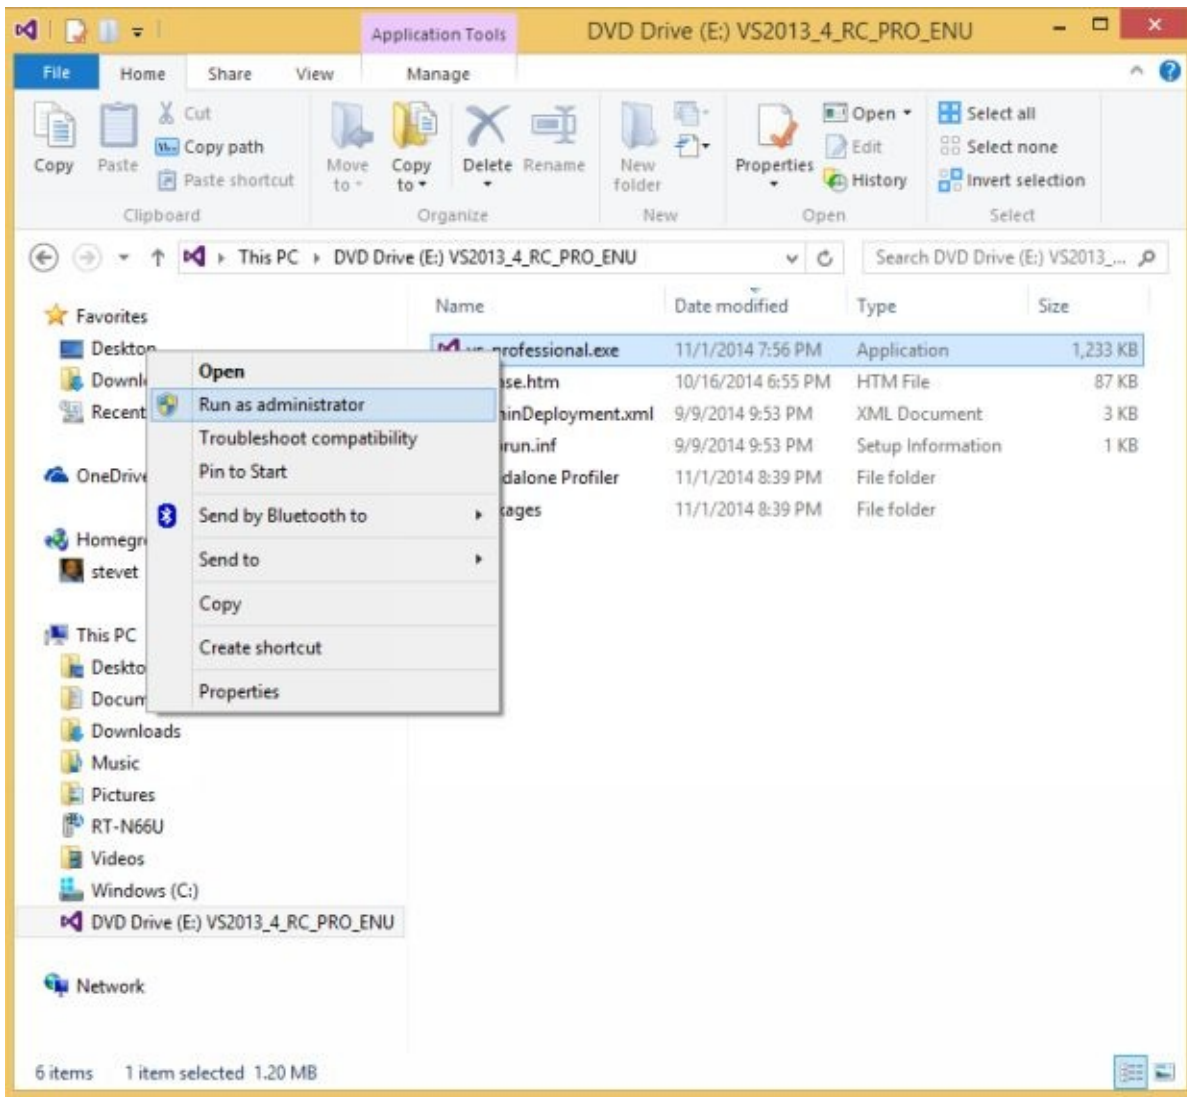 Application Tools
DVD Drive (E:) VS2013_4_RC_PRO_ENU
File Home Share View Manage
Copy
Paste
Cut
Copy path
Paste shortcut
Clipboard
Move to
Copy to
Delete
Rename
Organize
New folder
New
Properties
Open
Edit
History
Open
Select all
Select none
Invert selection
Select
This PC DVD Drive (E:) VS2013_4_RC_PRO_ENU
Search DVD Drive (E:) VS2013_...
Favorites
Desktop
Downl
Recent
OneDrive
Homegr
stevet
This PC
Deskto
Docum
Downloads
Music
Pictures
RT-N66U
Videos
Windows (C:)
DVD Drive (E:) VS2013_4_RC_PRO_ENU
Network
Name Date modified Type Size
professional.exe 11/1/2014 7:56 PM Application 1,233 KB
se.htm 10/16/2014 6:55 PM HTM File 87 KB
inDeployment.xml 9/9/2014 9:53 PM XML Document 3 KB
run.inf 9/9/2014 9:53 PM Setup Information 1 KB
dalone Profiler 11/1/2014 8:39 PM File folder
ages 11/1/2014 8:39 PM File folder
Open
Run as administrator
Troubleshoot compatibility
Pin to Start
Send by Bluetooth to
Send to
Copy
Create shortcut
Properties
6 items 1 item selected 1.20 MB